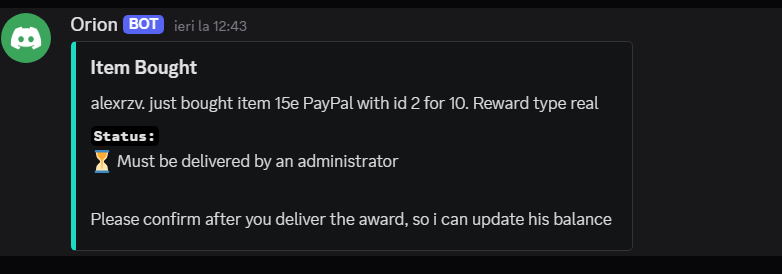 Orion BOT ieri la 12:43
Item Bought
alexrzv. just bought item 15e PayPal with id 2 for 10. Reward type real
Status:
⏳ Must be delivered by an administrator
Please confirm after you deliver the award, so i can update his balance